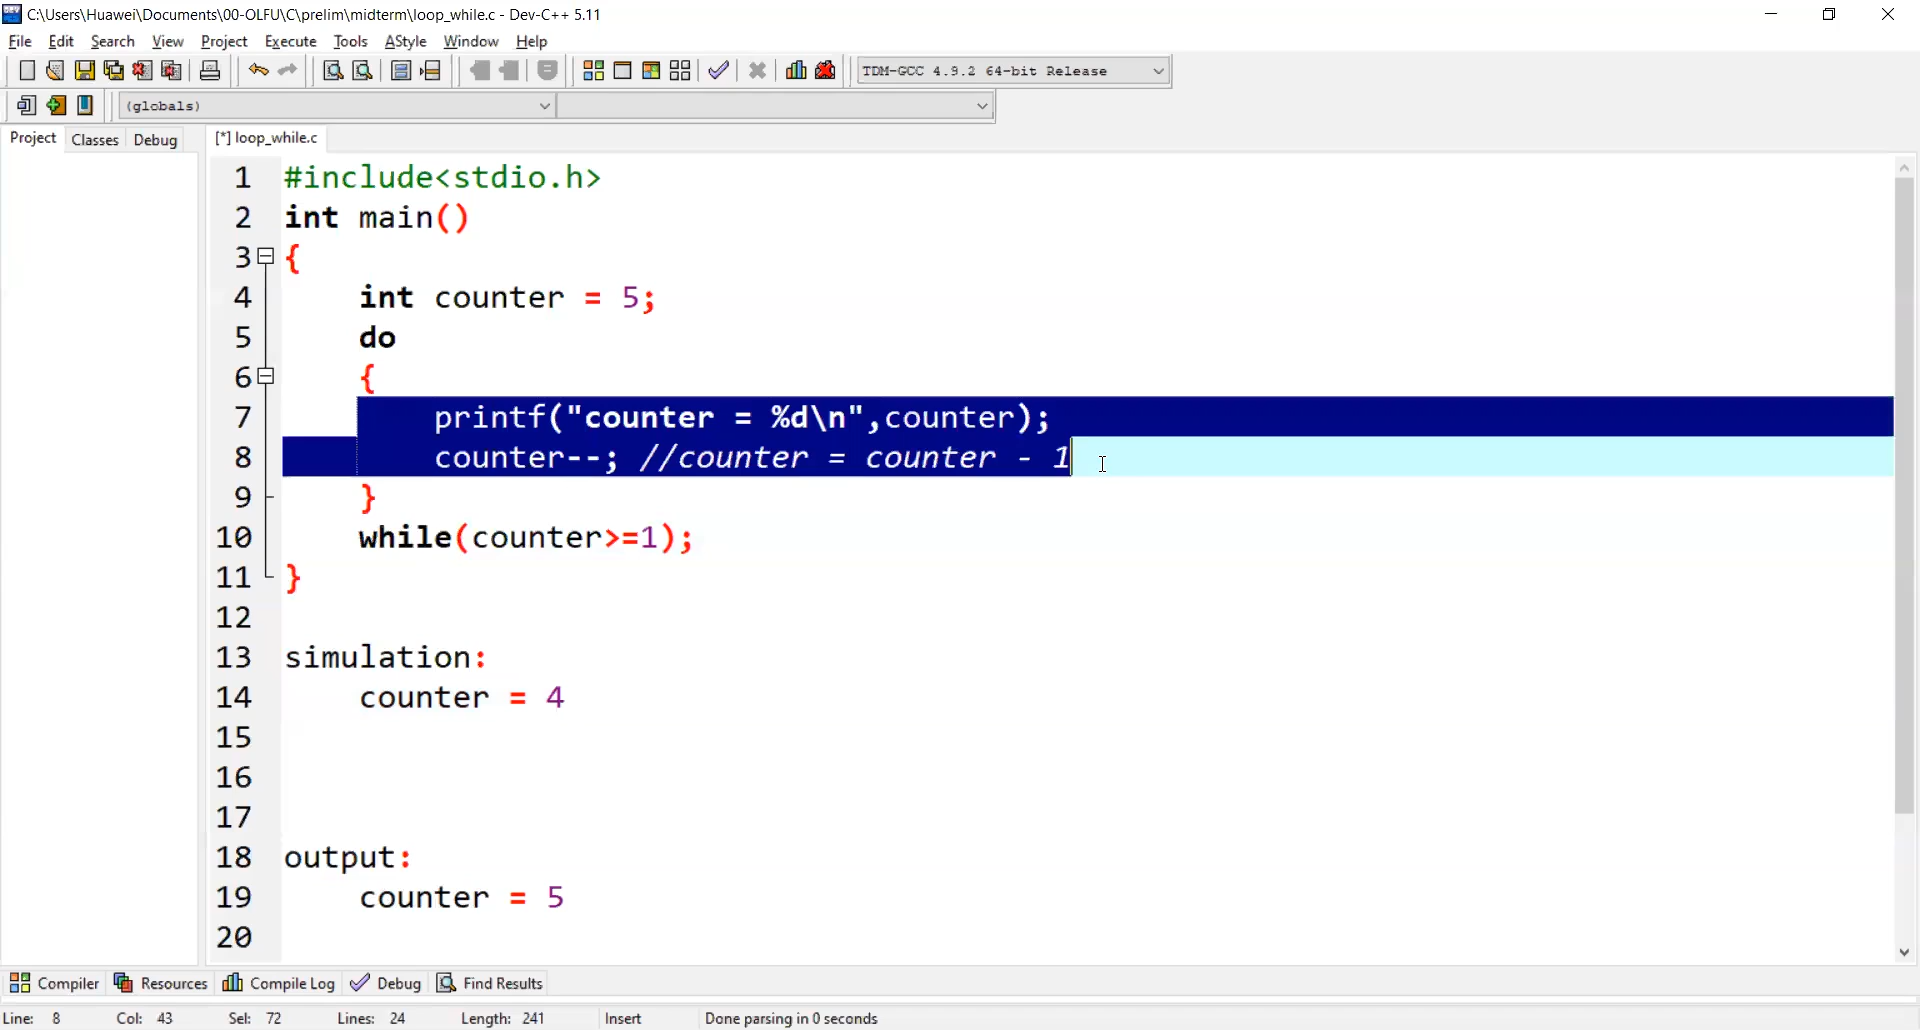 C:\Users\Huawei\Documents\00-OLFU\C\prelim\midterm\loop_while.c - Dev-C++ 5.11
File Edit Search View Project Execute Tools AStyle Window Help
TDM-GCC 4.9.2 64-bit Release
(globals)
Project Classes Debug [*] loop_while.c
1 #include<stdio.h>
2 int main()
3 {
4 int counter = 5;
5 do
6 {
7 printf("counter = %d\n",counter);
8 counter--; //counter = counter - 1
9 }
10 while(counter>=1);
11 }
12
13 simulation:
14 counter = 4
15
16
17
18 output:
19 counter = 5
20
Compiler Resources Compile Log Debug Find Results
Line: 8 Col: 43 Sel: 72 Lines: 24 Length: 241 Insert Done parsing in 0 seconds